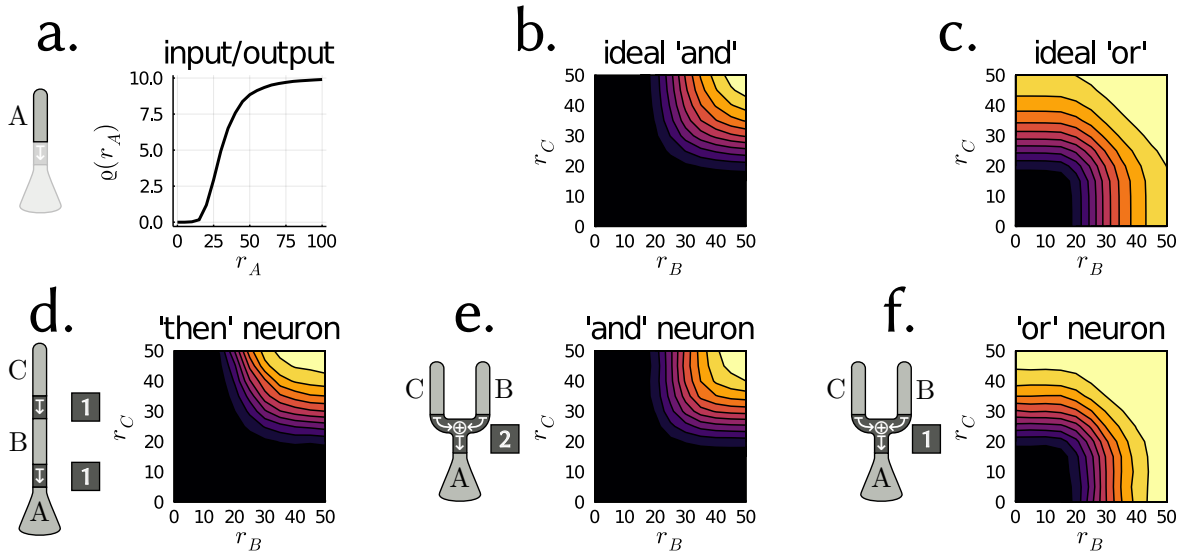 a.
input/output
A
ϱ(r_A)
10.0
7.5
5.0
2.5
0.0
0 25 50 75 100
r_A
b.
ideal 'and'
r_C
50
40
30
20
10
0
0 10 20 30 40 50
r_B
c.
ideal 'or'
r_C
50
40
30
20
10
0
0 10 20 30 40 50
r_B
d.
'then' neuron
C
1
B
1
A
r_C
50
40
30
20
10
0
0 10 20 30 40 50
r_B
e.
'and' neuron
C B
2
A
r_C
50
40
30
20
10
0
0 10 20 30 40 50
r_B
f.
'or' neuron
C B
1
A
r_C
50
40
30
20
10
0
0 10 20 30 40 50
r_B